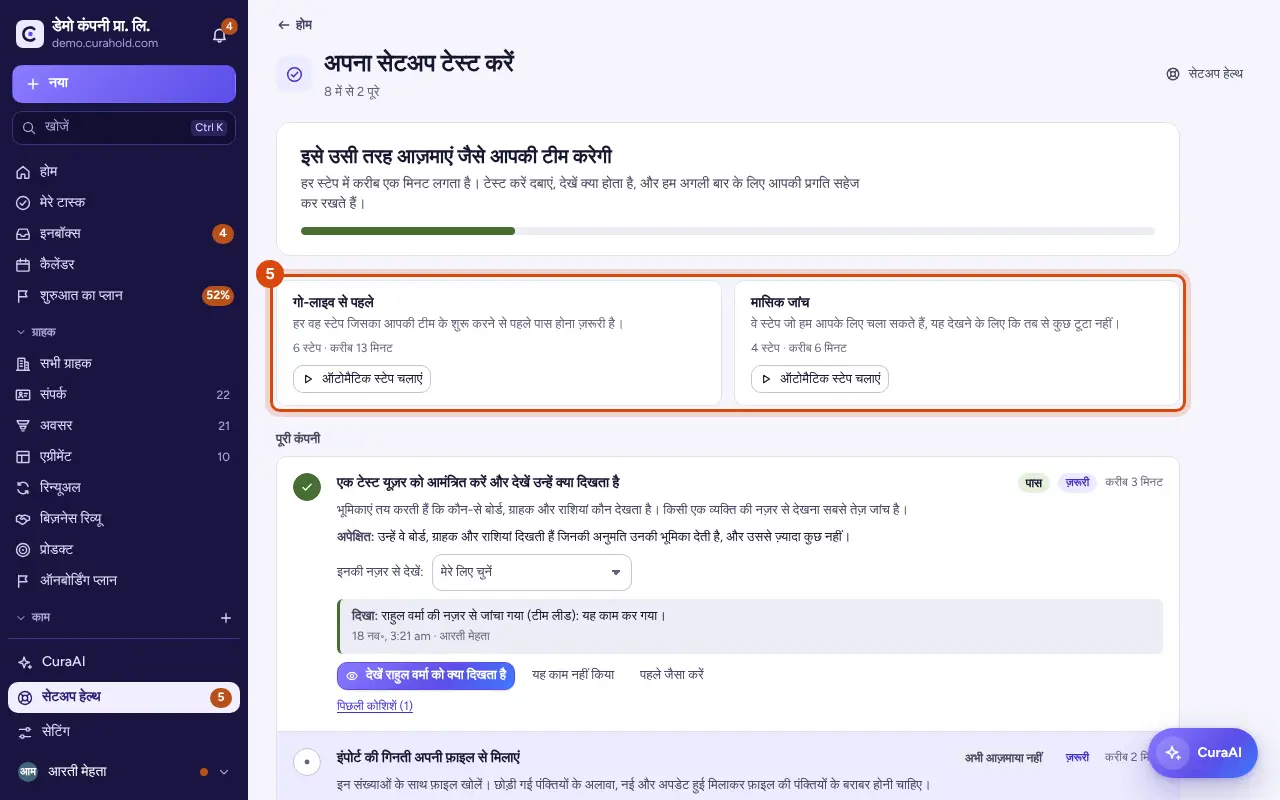 डेमो कंपनी प्रा. लि.
demo.curahold.com
4
नया
खोजें
Ctrl K
होम
मेरे टास्क
इनबॉक्स
4
कैलेंडर
शुरुआत का प्लान
52%
ग्राहक
सभी ग्राहक
संपर्क
22
अवसर
21
एग्रीमेंट
10
रिन्यूअल
बिज़नेस रिव्यू
प्रोडक्ट
ऑनबोर्डिंग प्लान
काम
CuraAI
सेटअप हेल्थ
5
सेटिंग
आम
आरती मेहता
होम
अपना सेटअप टेस्ट करें
8 में से 2 पूरे
सेटअप हेल्थ
इसे उसी तरह आज़माएं जैसे आपकी टीम करेगी
हर स्टेप में करीब एक मिनट लगता है। टेस्ट करें दबाएं, देखें क्या होता है, और हम अगली बार के लिए आपकी प्रगति सहेज
कर रखते हैं।
5
गो-लाइव से पहले
हर वह स्टेप जिसका आपकी टीम के शुरू करने से पहले पास होना ज़रूरी है।
6 स्टेप · करीब 13 मिनट
ऑटोमैटिक स्टेप चलाएं
मासिक जांच
वे स्टेप जो हम आपके लिए चला सकते हैं, यह देखने के लिए कि तब से कुछ टूटा नहीं।
4 स्टेप · करीब 6 मिनट
ऑटोमैटिक स्टेप चलाएं
पूरी कंपनी
एक टेस्ट यूज़र को आमंत्रित करें और देखें उन्हें क्या दिखता है
पास
ज़रूरी
करीब 3 मिनट
भूमिकाएं तय करती हैं कि कौन-से बोर्ड, ग्राहक और राशियां कौन देखता है। किसी एक व्यक्ति की नज़र से देखना सबसे तेज़ जांच है।
अपेक्षित: उन्हें वे बोर्ड, ग्राहक और राशियां दिखती हैं जिनकी अनुमति उनकी भूमिका देती है, और उससे ज़्यादा कुछ नहीं।
इनकी नज़र से देखें:
मेरे लिए चुनें
दिखा: राहुल वर्मा की नज़र से जांचा गया (टीम लीड): यह काम कर गया।
18 नव॰, 3:21 am · आरती मेहता
देखें राहुल वर्मा को क्या दिखता है
यह काम नहीं किया
पहले जैसा करें
पिछली कोशिशें (1)
इंपोर्ट की गिनती अपनी फ़ाइल से मिलाएं
अभी आज़माया नहीं
ज़रूरी
करीब 2
इन संख्याओं के साथ फ़ाइल खोलें। छोड़ी गई पंक्तियों के अलावा, नई और अपडेट हुई मिलाकर फ़ाइल की पंक्तियों के बराबर होनी चाहिए।
CuraAI